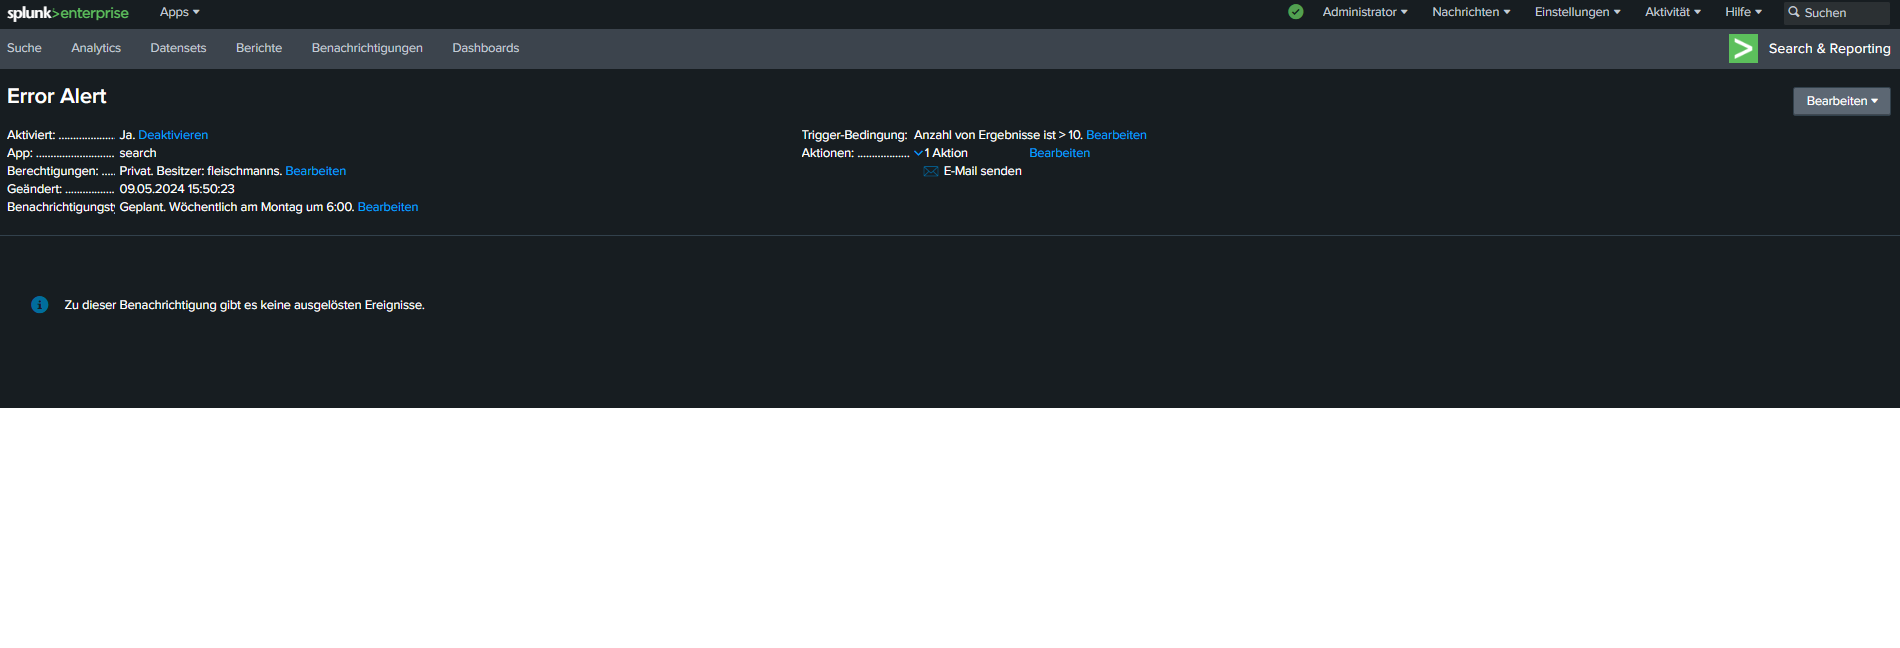 splunk>enterprise Apps Administrator Nachrichten Einstellungen Aktivität Hilfe Suchen
Suche Analytics Datensets Berichte Benachrichtigungen Dashboards Search & Reporting
Error Alert
Bearbeiten
Aktiviert: ................... Ja. Deaktivieren
App: ........................... search
Berechtigungen: ..... Privat. Besitzer: fleischmanns. Bearbeiten
Geändert: ................. 09.05.2024 15:50:23
Benachrichtigungst Geplant. Wöchentlich am Montag um 6:00. Bearbeiten
Trigger-Bedingung: Anzahl von Ergebnisse ist > 10. Bearbeiten
Aktionen: .................. 1 Aktion Bearbeiten
E-Mail senden
Zu dieser Benachrichtigung gibt es keine ausgelösten Ereignisse.